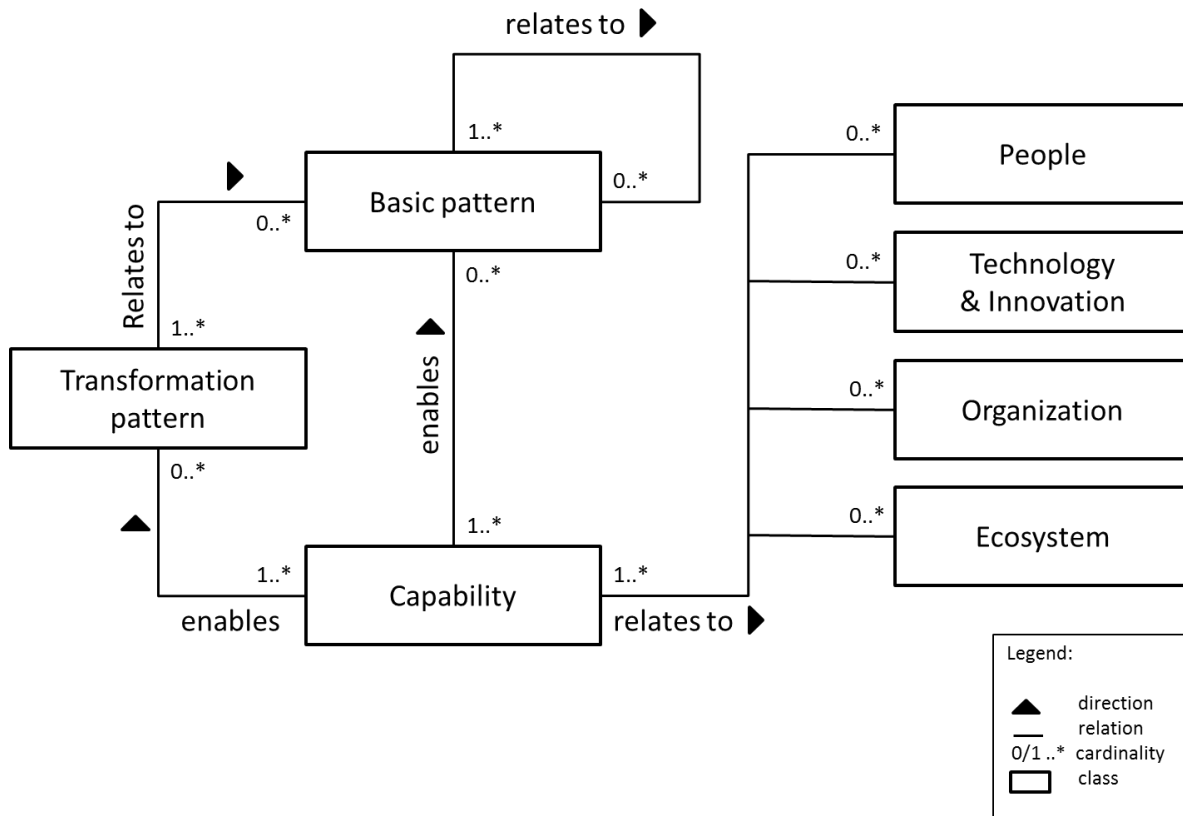 relates to
1..*
0..*
Basic pattern
0..*
0..*
Relates to
1..*
Transformation
pattern
0..*
enables
enables
1..*
1..*
Capability
1..*
relates to
0..*
People
0..*
Technology
& Innovation
0..*
Organization
0..*
Ecosystem
Legend:
direction
relation
0/1 ..* cardinality
class